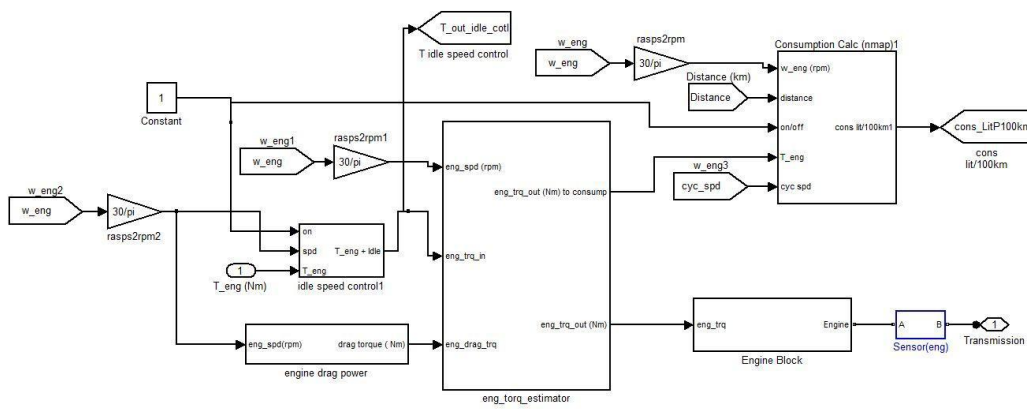 T_out_idle_cotl
T idle speed control
w_eng
w_eng
rasps2rpm
30/pi
Consumption Calc (nmap)1
w_eng (rpm)
Distance (km)
Distance
distance
on/off
cons lit/100km1
cons_LitP100km
cons
lit/100km
T_eng
w_eng3
cyc_spd
cyc spd
1
Constant
w_eng1
w_eng
rasps2rpm1
30/pi
eng_spd (rpm)
eng_trq_out (Nm) to consump
w_eng2
w_eng
30/pi
rasps2rpm2
on
spd
T_eng + Idle
T_eng
idle speed control1
1
T_eng (Nm)
eng_trq_in
eng_trq_out (Nm)
eng_drag_trq
eng_torq_estimator
eng_spd(rpm)
drag torque ( Nm)
engine drag power
eng_trq
Engine
Engine Block
A
B
Sensor(eng)
1
Transmission